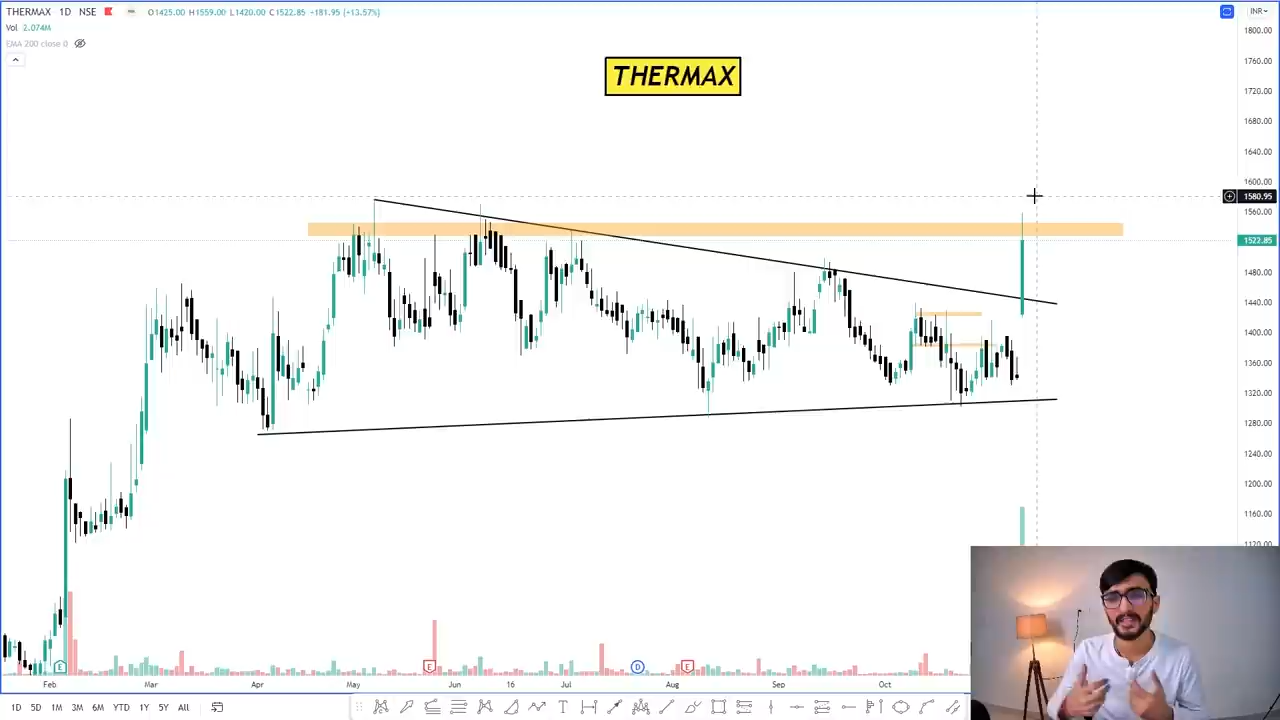 THERMAX 1D NSE O1425.00 H1559.00 L1420.00 C1522.85 +181.95 (+13.57%)
Vol 2.074M
EMA 200 close 0
THERMAX
INR
1800.00
1760.00
1720.00
1680.00
1640.00
1600.00
1580.95
1560.00
1522.85
1480.00
1440.00
1400.00
1360.00
1320.00
1280.00
1240.00
1200.00
1160.00
1120.00
E
E
D
E
Feb Mar Apr May Jun 16 Jul Aug Sep Oct
1D 5D 1M 3M 6M YTD 1Y 5Y All